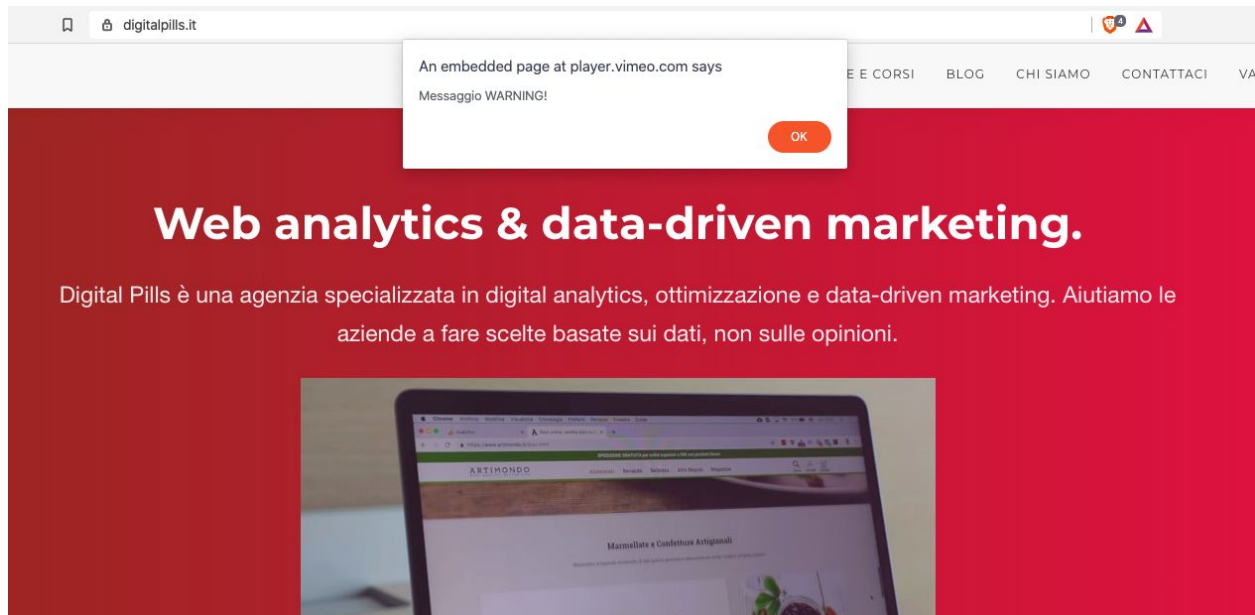 digitalpills.it
4
An embedded page at player.vimeo.com says
Messaggio WARNING!
OK
E E CORSI BLOG CHI SIAMO CONTATTACI VA
Web analytics & data-driven marketing.
Digital Pills è una agenzia specializzata in digital analytics, ottimizzazione e data-driven marketing. Aiutiamo le
aziende a fare scelte basate sui dati, non sulle opinioni.
ARTIMONDO
Marmellate e Confetture Artigianali